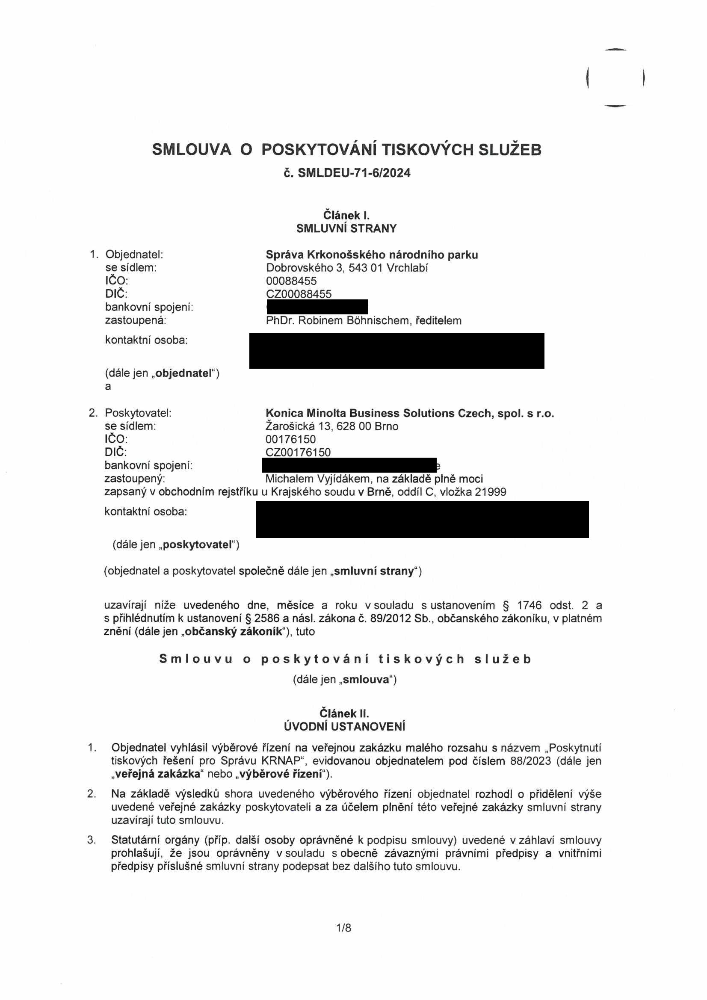 SMLOUVA O POSKYTOVÁNÍ TISKOVÝCH SLUŽEB
č. SMLDEU-71-6/2024
Článek I.
SMLUVNÍ STRANY
1. Objednatel: Správa Krkonošského národního parku
se sídlem: Dobrovského 3, 543 01 Vrchlabí
IČO: 00088455
DIČ: CZ00088455
bankovní spojení:
zastoupená: PhDr. Robinem Böhnischem, ředitelem
kontaktní osoba:
(dále jen „objednatel“)
a
2. Poskytovatel: Konica Minolta Business Solutions Czech, spol. s r.o.
se sídlem: Žarošická 13, 628 00 Brno
IČO: 00176150
DIČ: CZ00176150
bankovní spojení:
zastoupený: Michalem Vyjídákem, na základě plně moci
zapsaný v obchodním rejstříku u Krajského soudu v Brně, oddíl C, vložka 21999
kontaktní osoba:
(dále jen „poskytovatel“)
(objednatel a poskytovatel společně dále jen „smluvní strany“)
uzavírají níže uvedeného dne, měsíce a roku v souladu s ustanovením § 1746 odst. 2 a
s přihlédnutím k ustanovení § 2586 a násl. zákona č. 89/2012 Sb., občanského zákoníku, v platném
znění (dále jen „občanský zákoník“), tuto
Smlouvu o poskytování tiskových služeb
(dále jen „smlouva“)
Článek II.
ÚVODNÍ USTANOVENÍ
1. Objednatel vyhlásil výběrové řízení na veřejnou zakázku malého rozsahu s názvem „Poskytnutí
tiskových řešení pro Správu KRNAP“, evidovanou objednatelem pod číslem 88/2023 (dále jen
„veřejná zakázka“ nebo „výběrové řízení“).
2. Na základě výsledků shora uvedeného výběrového řízení objednatel rozhodl o přidělení výše
uvedené veřejné zakázky poskytovateli a za účelem plnění této veřejné zakázky smluvní strany
uzavírají tuto smlouvu.
3. Statutární orgány (příp. další osoby oprávněné k podpisu smlouvy) uvedené v záhlaví smlouvy
prohlašují, že jsou oprávněny v souladu s obecně závaznými právními předpisy a vnitřními
předpisy příslušné smluvní strany podepsat bez dalšího tuto smlouvu.
1/8